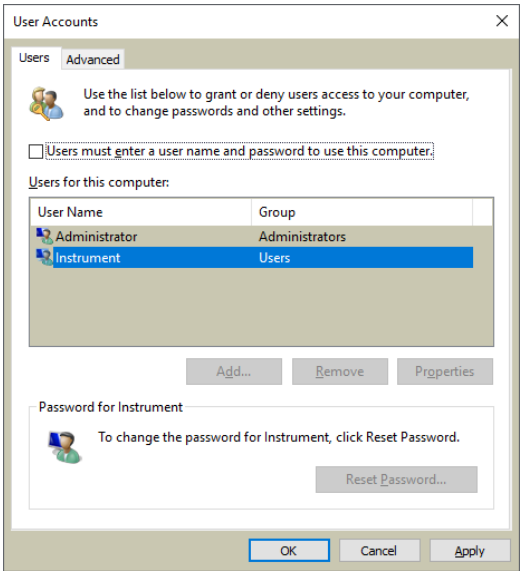 User Accounts
Users
Advanced
Use the list below to grant or deny users access to your computer,
and to change passwords and other settings.
Users must enter a user name and password to use this computer.
Users for this computer:
User Name Group
Administrator Administrators
Instrument Users
Add... Remove Properties
Password for Instrument
To change the password for Instrument, click Reset Password.
Reset Password...
OK Cancel Apply